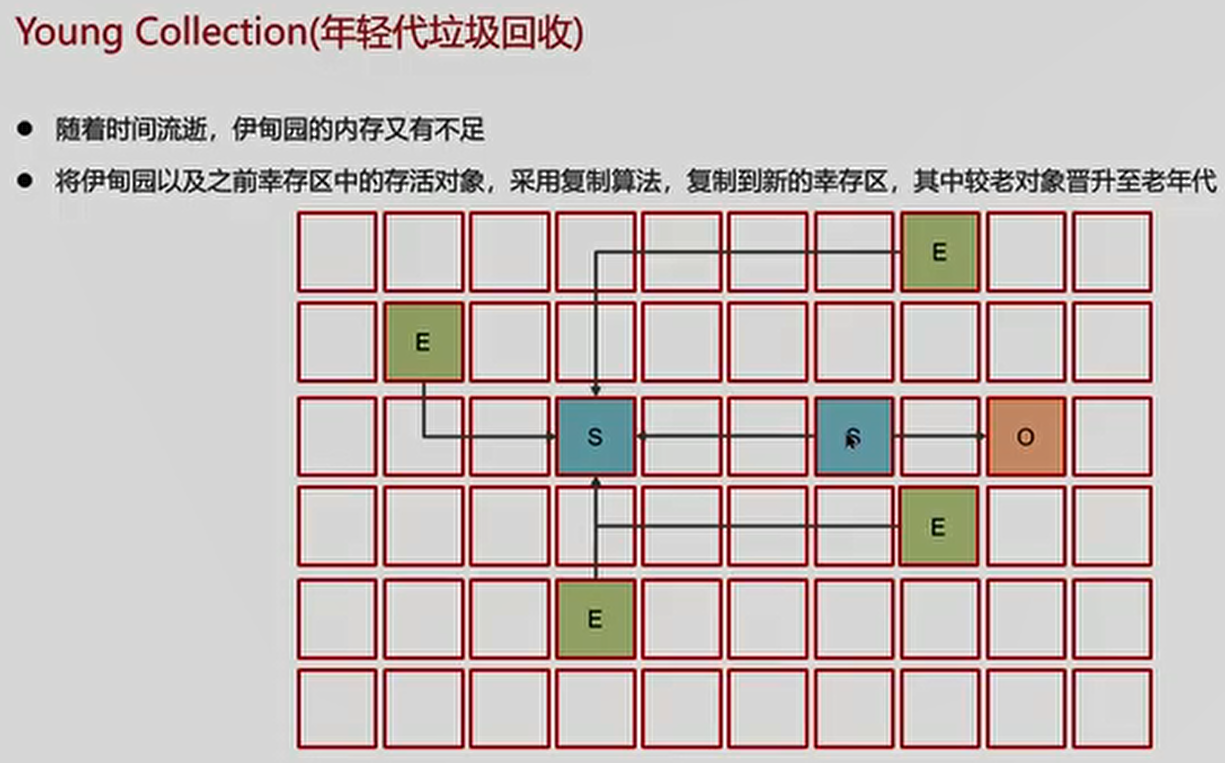 Young Collection(年轻代垃圾回收)
● 随着时间流逝，伊甸园的内存又有不足
● 将伊甸园以及之前幸存区中的存活对象，采用复制算法，复制到新的幸存区，其中较老对象晋升至老年代
E
E
S S O
E
E